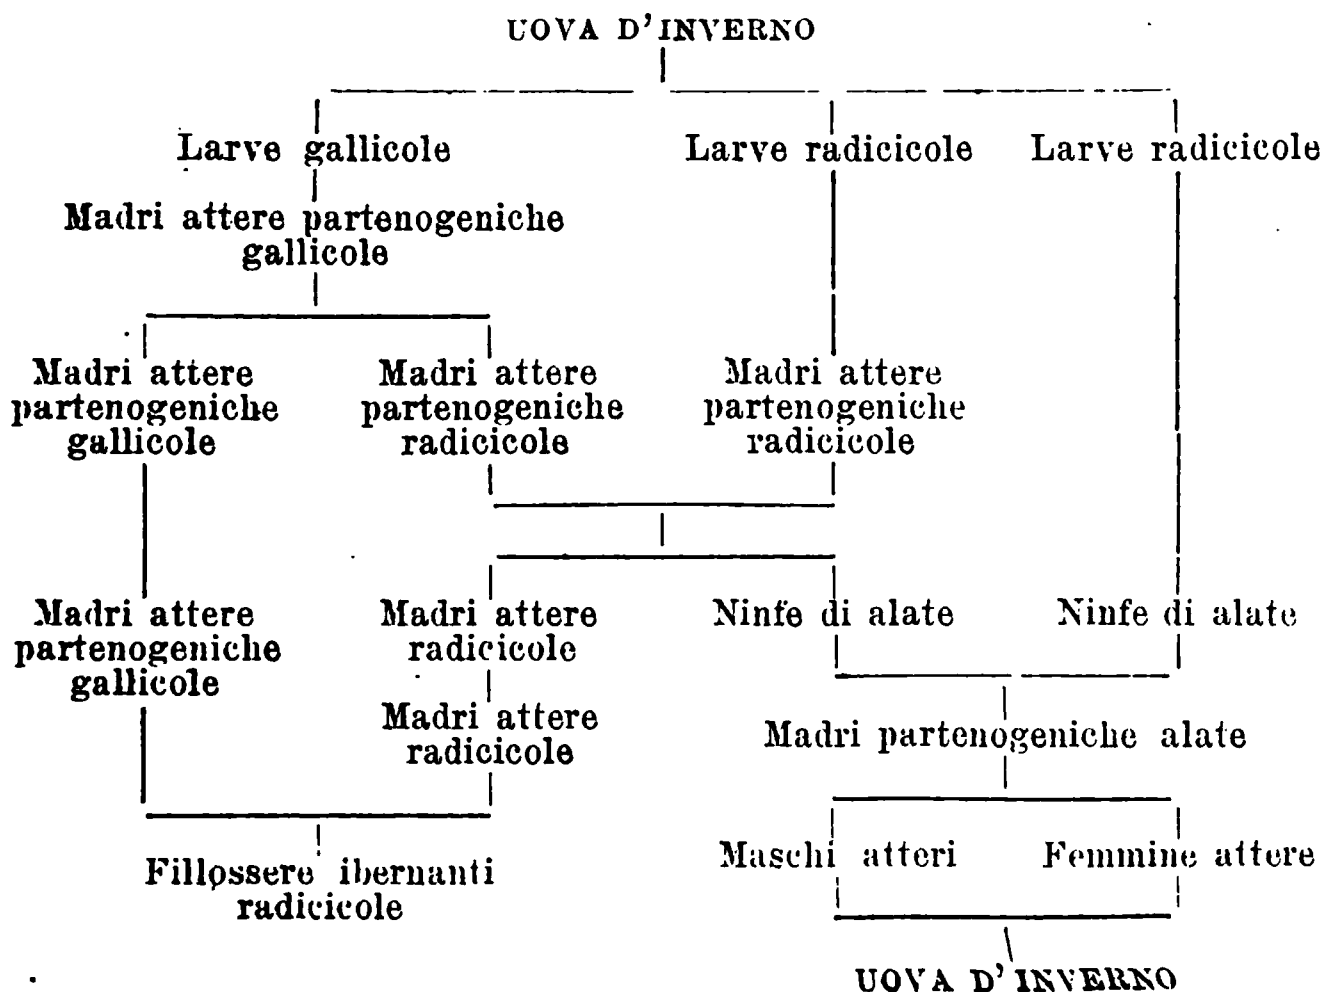 UOVA D'INVERNO
Larve gallicole
Larve radicicole
Larve radicicole
Madri attere partenogeniche
gallicole
Madri attere
partenogeniche
gallicole
Madri attere
partenogeniche
radicicole
Madri attere
partenogeniche
radicicole
Madri attere
partenogeniche
gallicole
Madri attere
radicicole
Ninfe di alate
Ninfe di alate
Madri attere
radicicole
Madri partenogeniche alate
Fillossere ibernanti
radicicole
Maschi atteri
Femmine attere
UOVA D'INVERNO